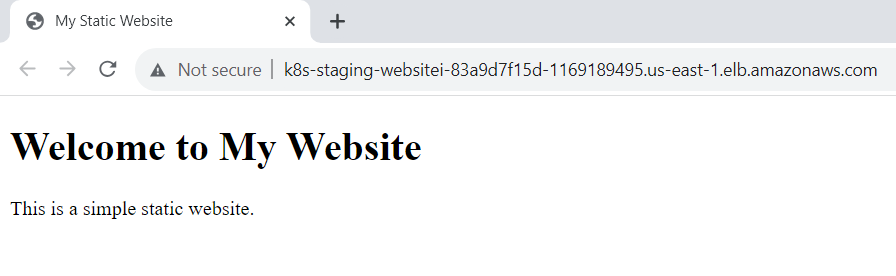 My Static Website
Not secure | k8s-staging-websitei-83a9d7f15d-1169189495.us-east-1.elb.amazonaws.com
Welcome to My Website
This is a simple static website.